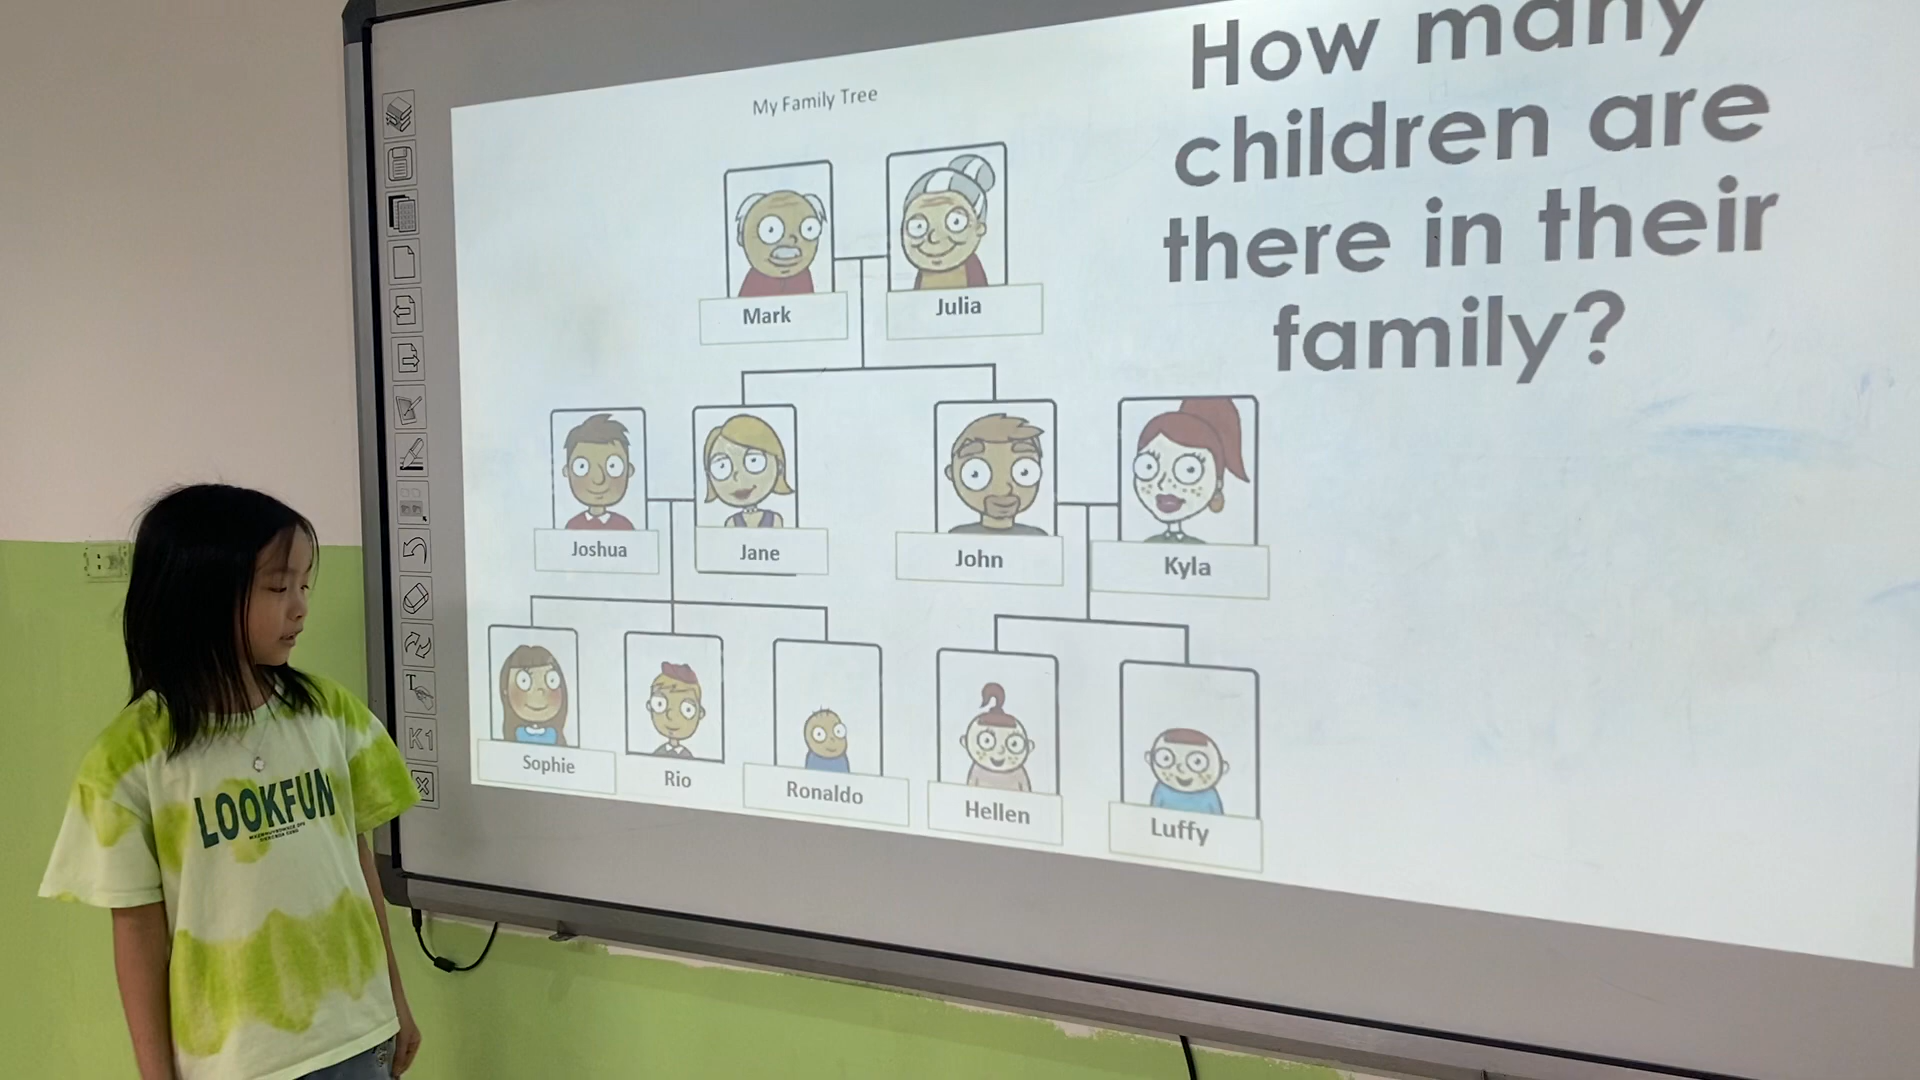 My Family Tree
How many
children are
there in their
family?
Mark
Julia
Joshua
Jane
John
Kyla
Sophie
Rio
Ronaldo
Hellen
Luffy
T
K1
LOOKFUN